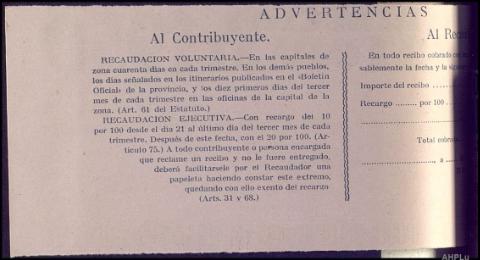 ADVERTENCIAS
Al Contribuyente.
RECAUDACION VOLUNTARIA.—En las capitales de
zona cuarenta días en cada trimestre. En los demás pueblos,
los días señalados en los itinerarios publicados en el «Boletín
Oficial» de la provincia, y los diez primeros días del tercer
mes de cada trimestre en las oficinas de la capital de la
zona. (Art. 61 del Estatuto.)
RECAUDACION EJECUTIVA.—Con recargo del 10
por 100 desde el día 21 al último día del tercer mes de cada
trimestre. Después de este fecha, con el 20 por 100. (Ar-
tículo 75.) A todo contribuyente o persona encargada
que reclame un recibo y no le fuere entregado,
deberá facilitarsele por el Recaudador una
papeleta haciendo constar este extremo,
quedando con ello exento del recargo
(Arts. 31 y 68.)
Al Re
En todo recibo cobrado con
sablemente la fecha y la
Importe del recibo
Recargo ......... por 100
Total
, a
AHPLu